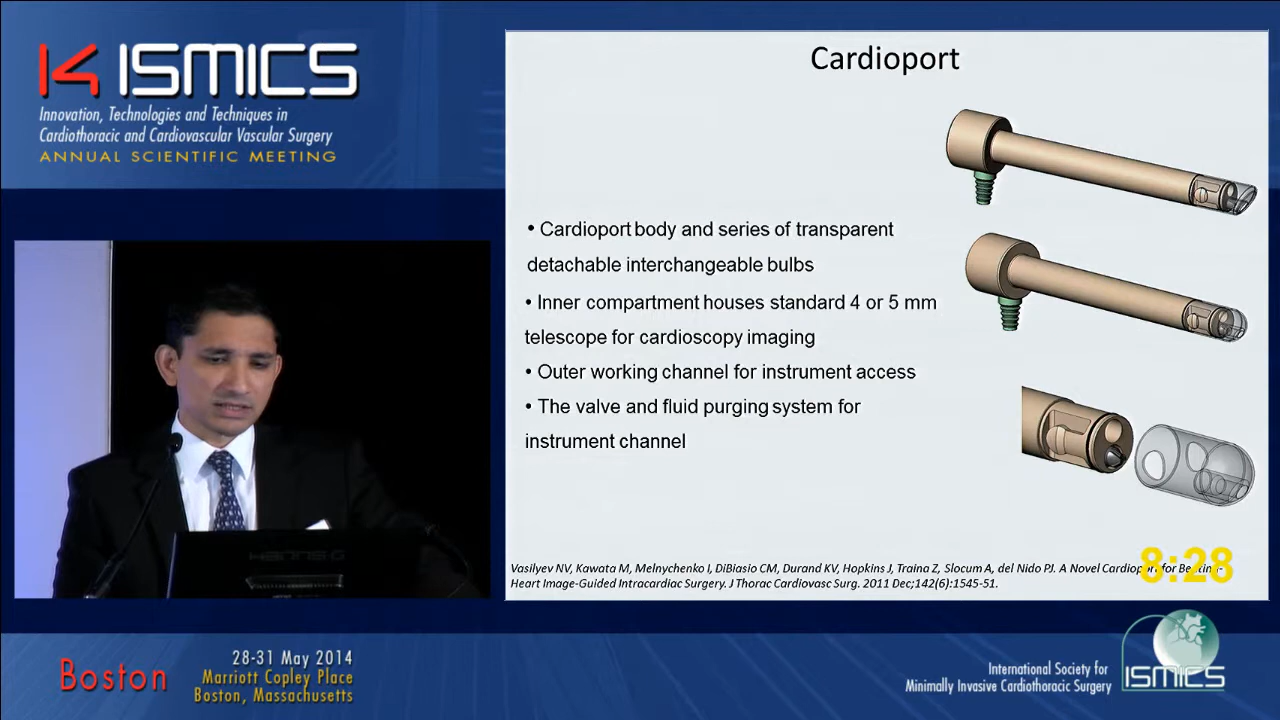 14 ISMICS
Innovation, Technologies and Techniques in
Cardiothoracic and Cardiovascular Vascular Surgery
ANNUAL SCIENTIFIC MEETING
Cardioport
• Cardioport body and series of transparent
detachable interchangeable bulbs
• Inner compartment houses standard 4 or 5 mm
telescope for cardioscopy imaging
• Outer working channel for instrument access
• The valve and fluid purging system for
instrument channel
Vasilyev NV, Kawata M, Melnychenko I, DiBiasio CM, Durand KV, Hopkins J, Traina Z, Slocum A, del Nido PJ. A Novel Cardioport for Beating-
Heart Image-Guided Intracardiac Surgery. J Thorac Cardiovasc Surg. 2011 Dec;142(6):1545-51.
8:28
HANNS-G
Boston
28-31 May 2014
Marriott Copley Place
Boston, Massachusetts
International Society for
Minimally Invasive Cardiothoracic Surgery
ISMICS